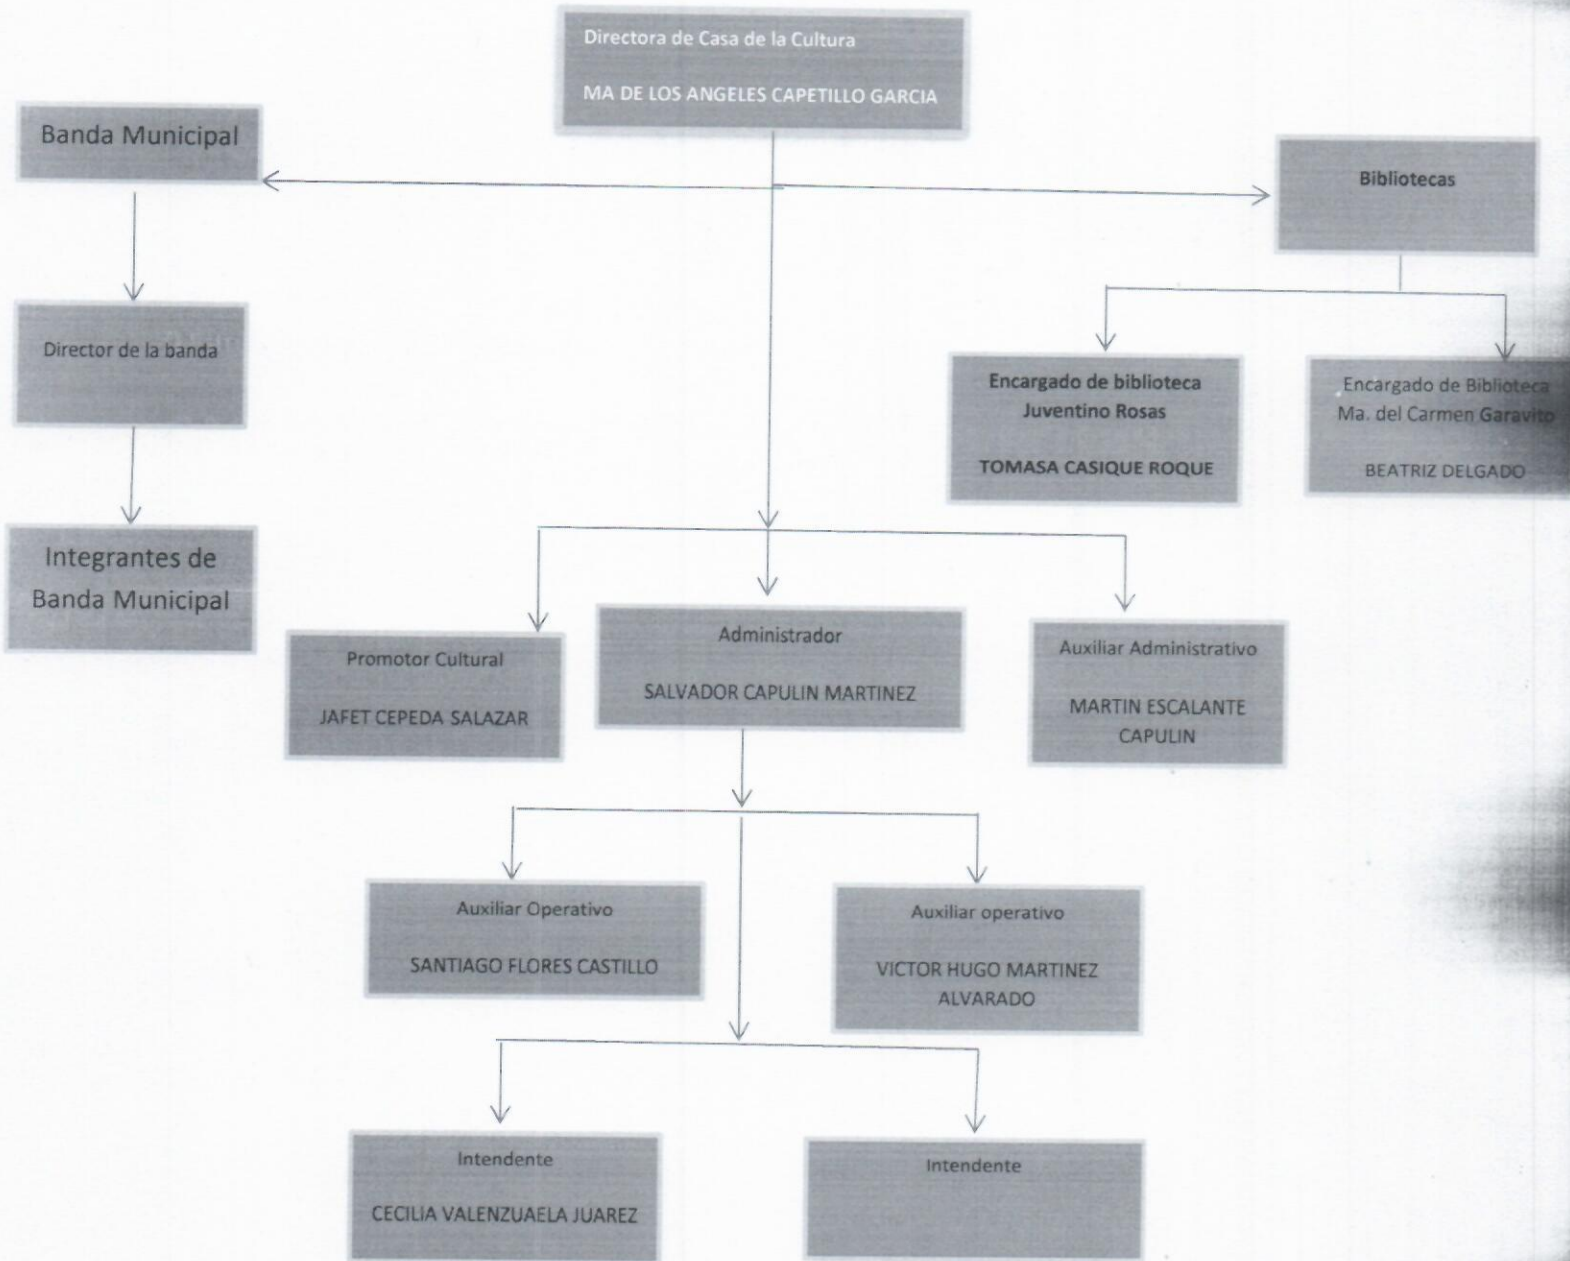 Directora de Casa de la Cultura
MA DE LOS ANGELES CAPETILLO GARCIA
Banda Municipal
Bibliotecas
Director de la banda
Encargado de biblioteca
Juventino Rosas
TOMASA CASIQUE ROQUE
Encargado de Biblioteca
Ma. del Carmen Garavito
BEATRIZ DELGADO
Integrantes de
Banda Municipal
Promotor Cultural
JAFET CEPEDA SALAZAR
Administrador
SALVADOR CAPULIN MARTINEZ
Auxiliar Administrativo
MARTIN ESCALANTE
CAPULIN
Auxiliar Operativo
SANTIAGO FLORES CASTILLO
Auxiliar operativo
VICTOR HUGO MARTINEZ
ALVARADO
Intendente
CECILIA VALENZUAELA JUAREZ
Intendente